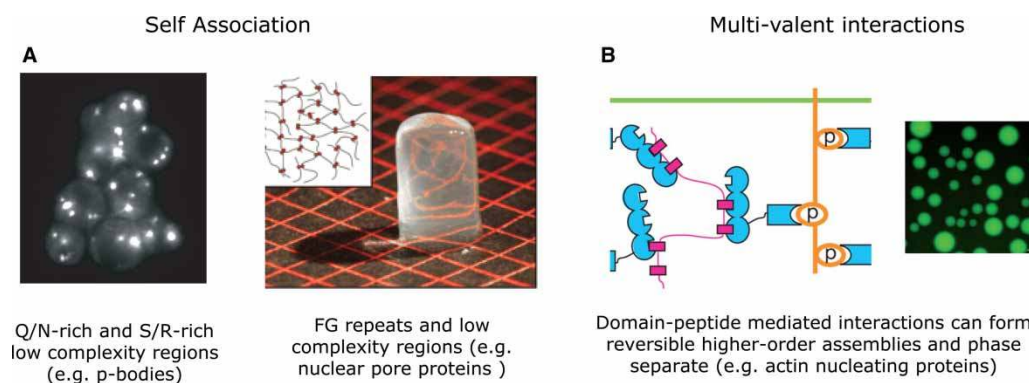 Self Association
Multi-valent interactions
A
B
p
p
p
Q/N-rich and S/R-rich
low complexity regions
(e.g. p-bodies)
FG repeats and low
complexity regions (e.g.
nuclear pore proteins )
Domain-peptide mediated interactions can form
reversible higher-order assemblies and phase
separate (e.g. actin nucleating proteins)